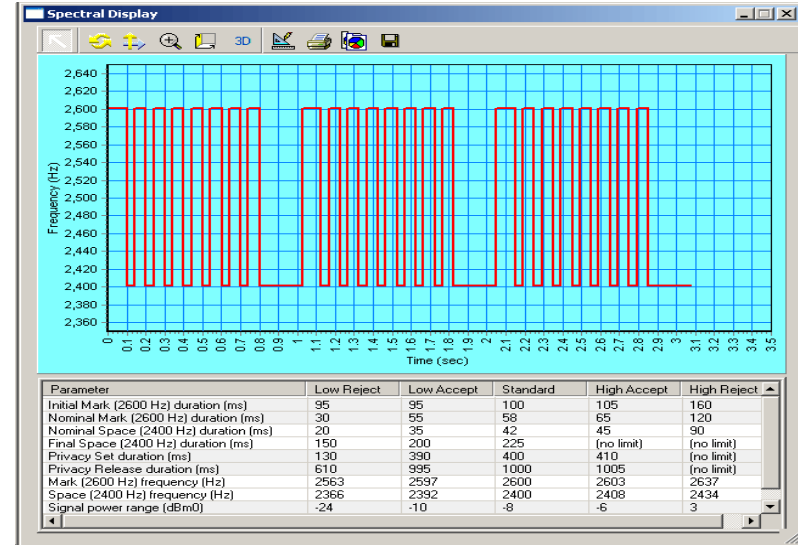 Spectral Display
3D
2,640
2,620
2,600
2,580
2,560
2,540
2,520
2,500
2,480
2,460
2,440
2,420
2,400
2,380
2,360
Frequency (Hz)
0 0.1 0.2 0.3 0.4 0.5 0.6 0.7 0.8 0.9 1 1.1 1.2 1.3 1.4 1.5 1.6 1.7 1.8 1.9 2 2.1 2.2 2.3 2.4 2.5 2.6 2.7 2.8 2.9 3 3.1 3.2 3.3 3.4 3.5
Time (sec)
Parameter Low Reject Low Accept Standard High Accept High Reject
Initial Mark (2600 Hz) duration (ms) 95 95 100 105 160
Nominal Mark (2600 Hz) duration (ms) 30 55 58 65 120
Nominal Space (2400 Hz) duration (ms) 20 35 42 45 90
Final Space (2400 Hz) duration (ms) 150 200 225 (no limit) (no limit)
Privacy Set duration (ms) 130 390 400 410 (no limit)
Privacy Release duration (ms) 610 995 1000 1005 (no limit)
Mark (2600 Hz) frequency (Hz) 2563 2597 2600 2603 2637
Space (2400 Hz) frequency (Hz) 2366 2392 2400 2408 2434
Signal power range (dBm0) -24 -10 -8 -6 3